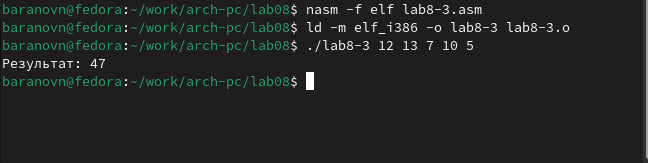 baranovn@fedora:~/work/arch-pc/lab08$ nasm -f elf lab8-3.asm
baranovn@fedora:~/work/arch-pc/lab08$ ld -m elf_i386 -o lab8-3 lab8-3.o
baranovn@fedora:~/work/arch-pc/lab08$ ./lab8-3 12 13 7 10 5
Результат: 47
baranovn@fedora:~/work/arch-pc/lab08$